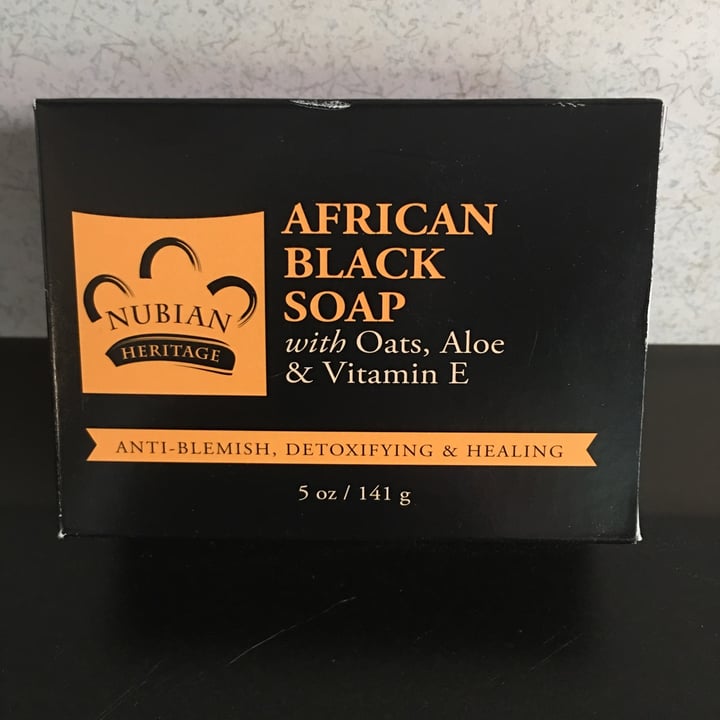 NUBIAN
HERITAGE
AFRICAN
BLACK
SOAP
with Oats, Aloe
& Vitamin E
ANTI-BLEMISH, DETOXIFYING & HEALING
5 oz / 141 g